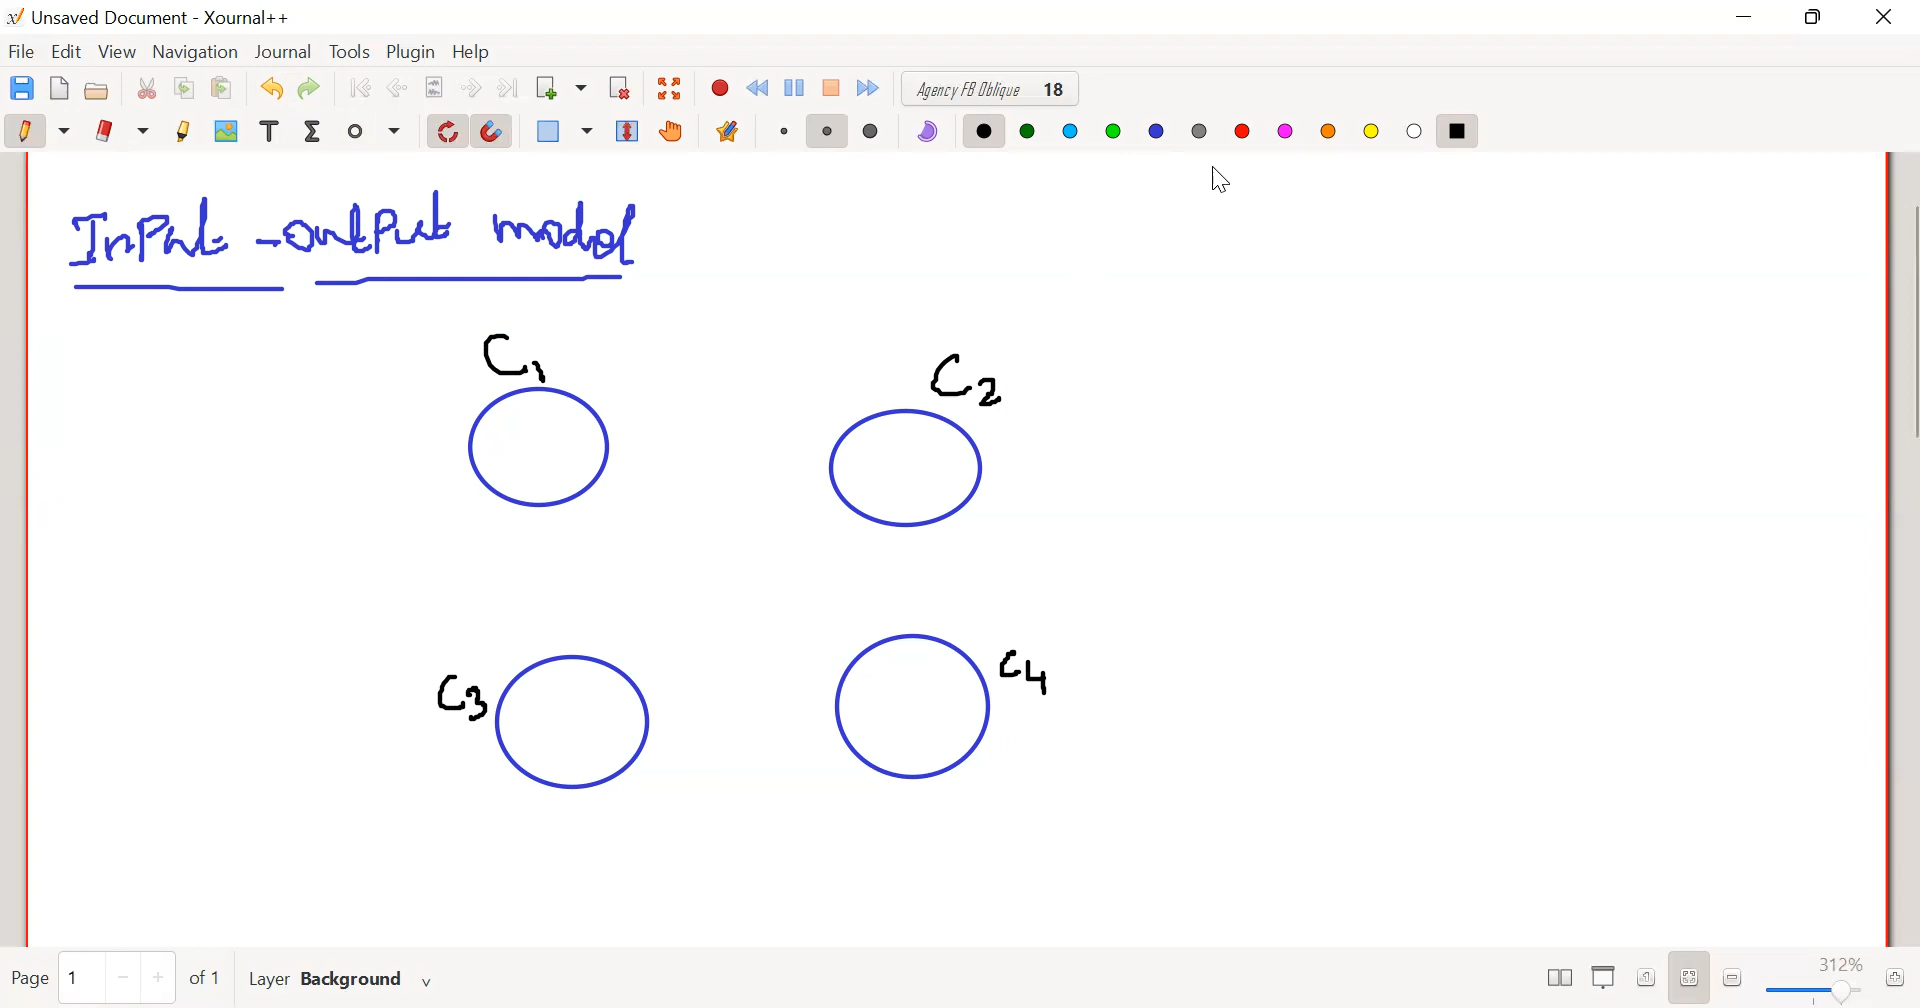 Unsaved Document - Xournal++
File Edit View Navigation Journal Tools Plugin Help
Agency FB Oblique 18
Input - output model
C1
C2
C3
C4
Page 1 of 1 Layer Background
312%